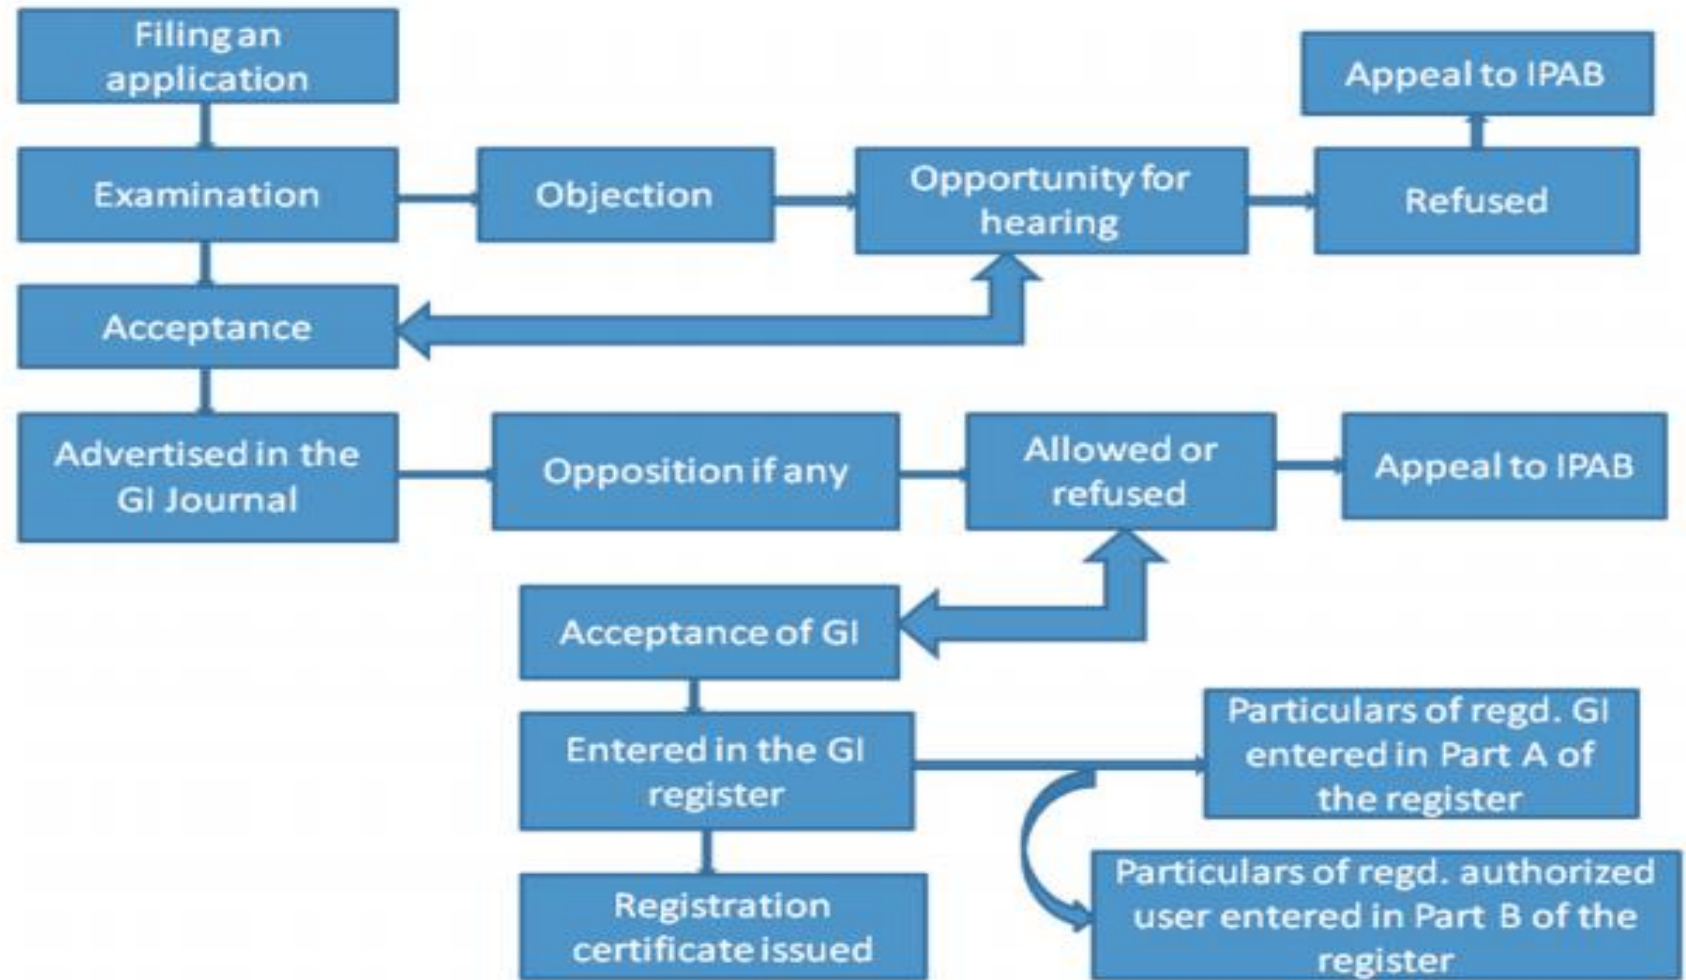 Filing an
application
Appeal to IPAB
Examination
Objection
Opportunity for
hearing
Refused
Acceptance
Advertised in the
GI Journal
Opposition if any
Allowed or
refused
Appeal to IPAB
Acceptance of GI
Entered in the GI
register
Particulars of regd. GI
entered in Part A of
the register
Registration
certificate issued
Particulars of regd. authorized
user entered in Part B of the
register